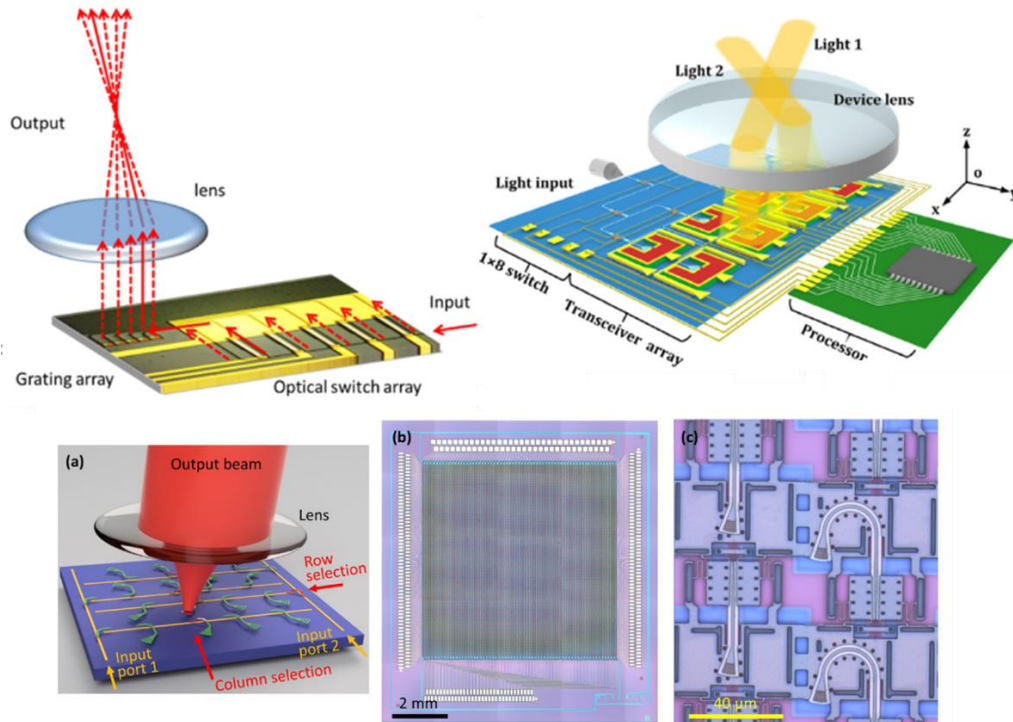 Output
lens
Input
Grating array
Optical switch array
Light 1
Light 2
Device lens
Light input
z
o
y
x
1×8 switch
Transceiver array
Processor
(a)
Output beam
Lens
Row
selection
Input
port 1
Input
port 2
Column selection
(b)
2 mm
(c)
40 μm